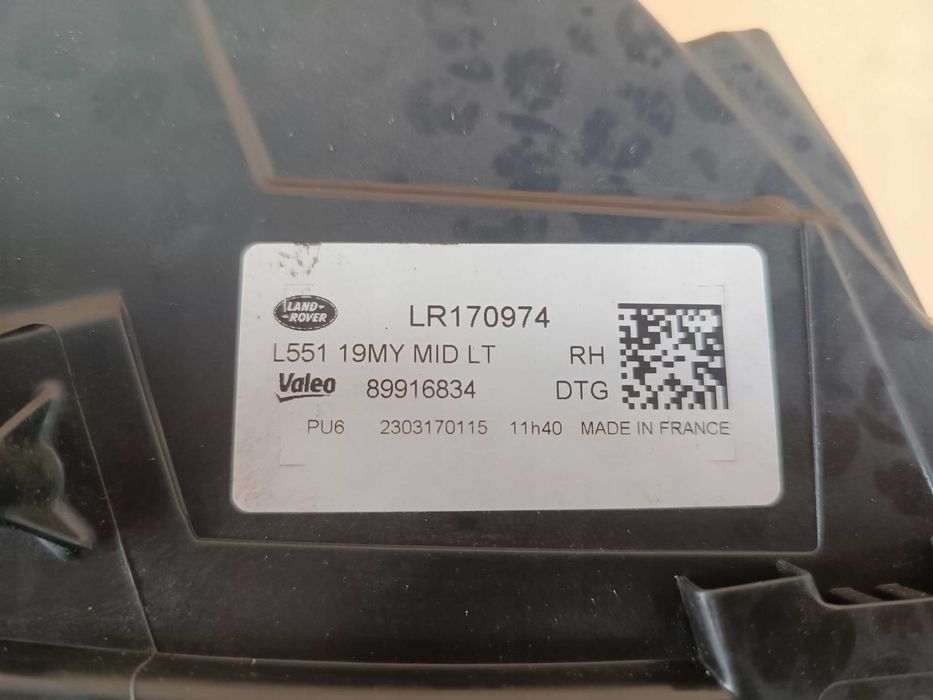 LAND-
-ROVER
LR170974
L551 19MY MID LT RH
Valeo 89916834 DTG
PU6 2303170115 11h40 MADE IN FRANCE